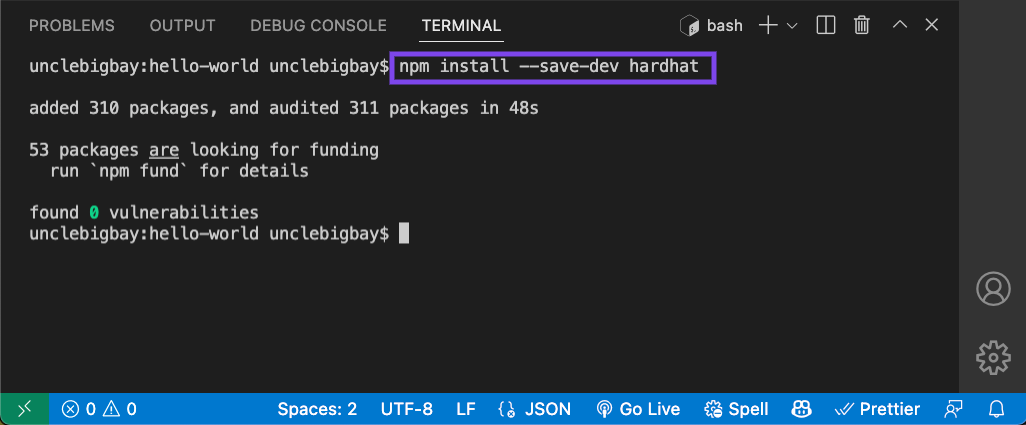 PROBLEMS OUTPUT DEBUG CONSOLE TERMINAL bash
unclebigbay:hello-world unclebigbay$ npm install --save-dev hardhat
added 310 packages, and audited 311 packages in 48s
53 packages are looking for funding
run `npm fund` for details
found 0 vulnerabilities
unclebigbay:hello-world unclebigbay$
0 0 Spaces: 2 UTF-8 LF JSON Go Live Spell Prettier